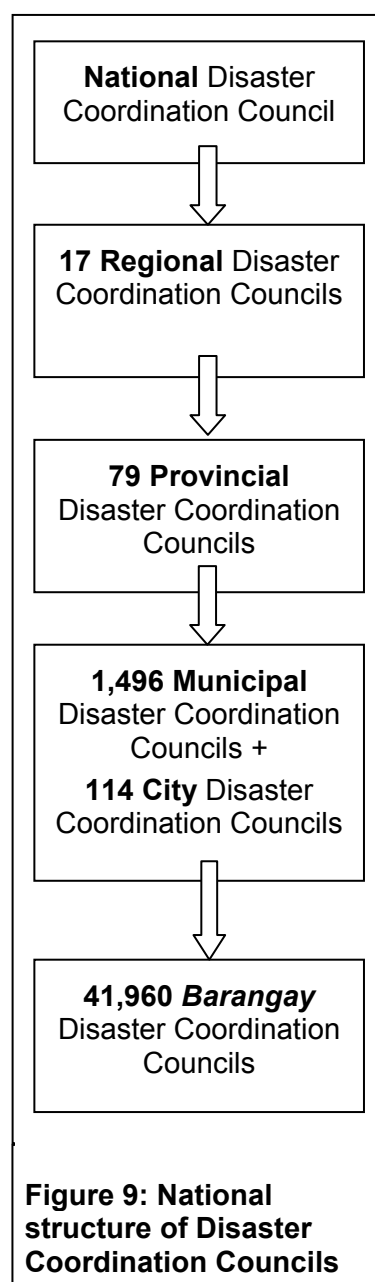 National Disaster
Coordination Council
17 Regional Disaster
Coordination Councils
79 Provincial
Disaster Coordination
Councils
1,496 Municipal
Disaster Coordination
Councils +
114 City Disaster
Coordination Councils
41,960 Barangay
Disaster Coordination
Councils
Figure 9: National
structure of Disaster
Coordination Councils